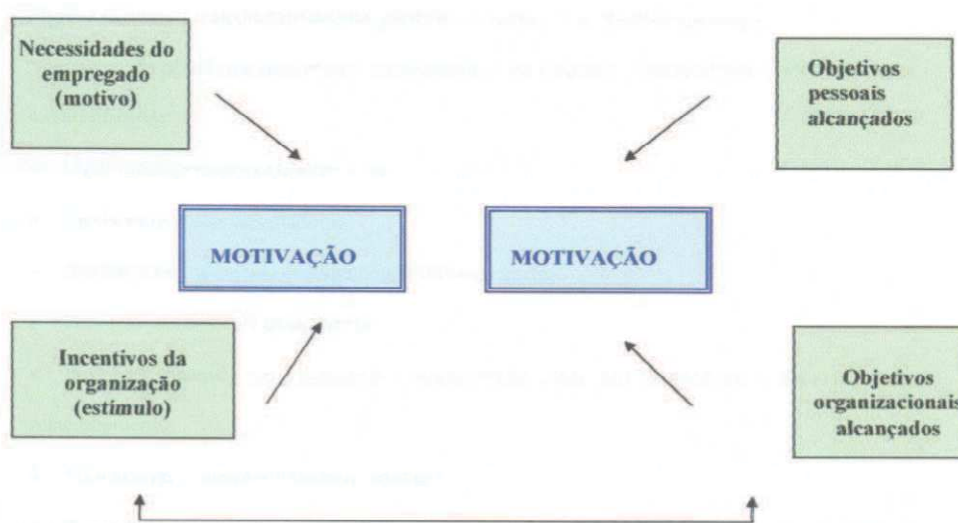 Necessidades do
empregado
(motivo)
Objetivos
pessoais
alcançados
MOTIVAÇÃO
MOTIVAÇÃO
Incentivos da
organização
(estímulo)
Objetivos
organizacionais
alcançados